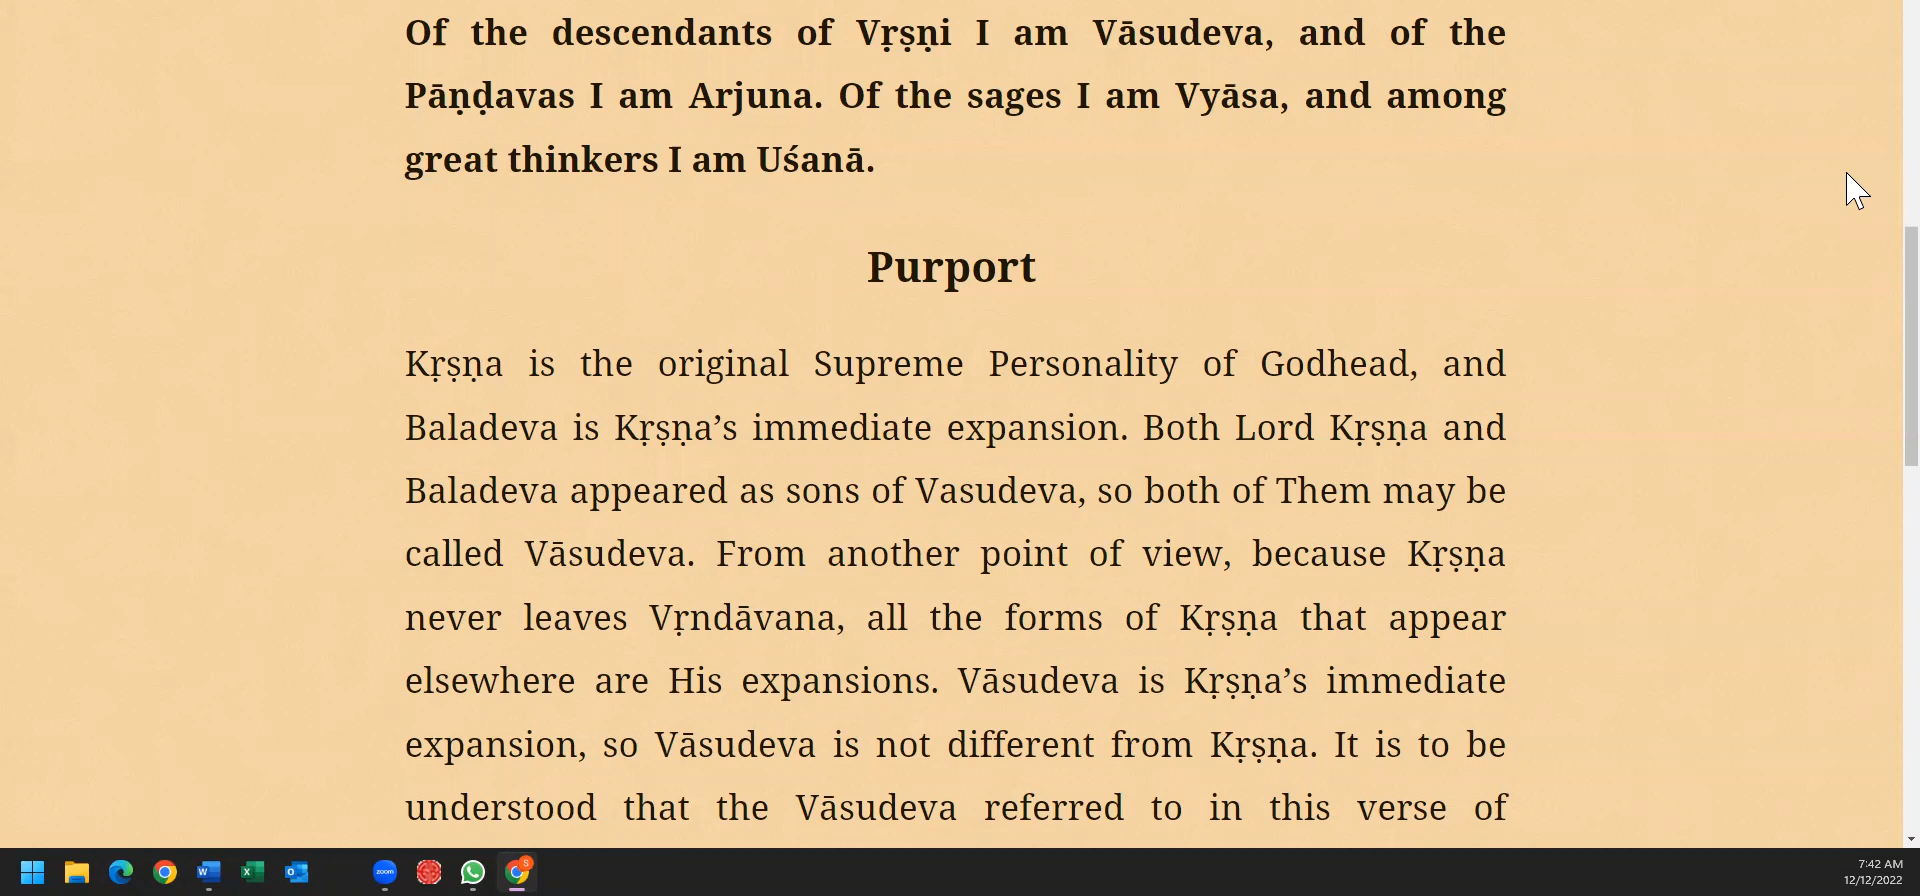 Of the descendants of Vṛṣṇi I am Vāsudeva, and of the
Pāṇḍavas I am Arjuna. Of the sages I am Vyāsa, and among
great thinkers I am Uśanā.
Purport
Kṛṣṇa is the original Supreme Personality of Godhead, and
Baladeva is Kṛṣṇa’s immediate expansion. Both Lord Kṛṣṇa and
Baladeva appeared as sons of Vasudeva, so both of Them may be
called Vāsudeva. From another point of view, because Kṛṣṇa
never leaves Vṛndāvana, all the forms of Kṛṣṇa that appear
elsewhere are His expansions. Vāsudeva is Kṛṣṇa’s immediate
expansion, so Vāsudeva is not different from Kṛṣṇa. It is to be
understood that the Vāsudeva referred to in this verse of
zoom
S
7:42 AM
12/12/2022